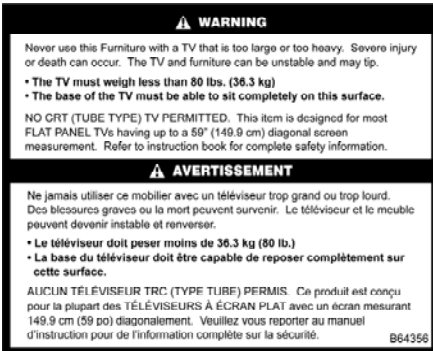 ⚠ WARNING
Never use this Furniture with a TV that is too large or too heavy. Severe injury
or death can occur. The TV and furniture can be unstable and may tip.
• The TV must weigh less than 80 lbs. (36.3 kg)
• The base of the TV must be able to sit completely on this surface.
NO CRT (TUBE TYPE) TV PERMITTED. This item is designed for most
FLAT PANEL TVs having up to a 59" (149.9 cm) diagonal screen
measurement. Refer to instruction book for complete safety information.
⚠ AVERTISSEMENT
Ne jamais utiliser ce mobilier avec un téléviseur trop grand ou trop lourd.
Des blessures graves ou la mort peuvent survenir. Le téléviseur et le meuble
peuvent devenir instable et renverser.
• Le téléviseur doit peser moins de 36.3 kg (80 lb.)
• La base du téléviseur doit être capable de reposer complètement sur
cette surface.
AUCUN TÉLÉVISEUR TRC (TYPE TUBE) PERMIS. Ce produit est conçu
pour la plupart des TÉLÉVISEURS À ÉCRAN PLAT avec un écran mesurant
149.9 cm (59 po) diagonalement. Veuillez vous reporter au manuel
d'instruction pour de l'information complète sur la sécurité.
B64356